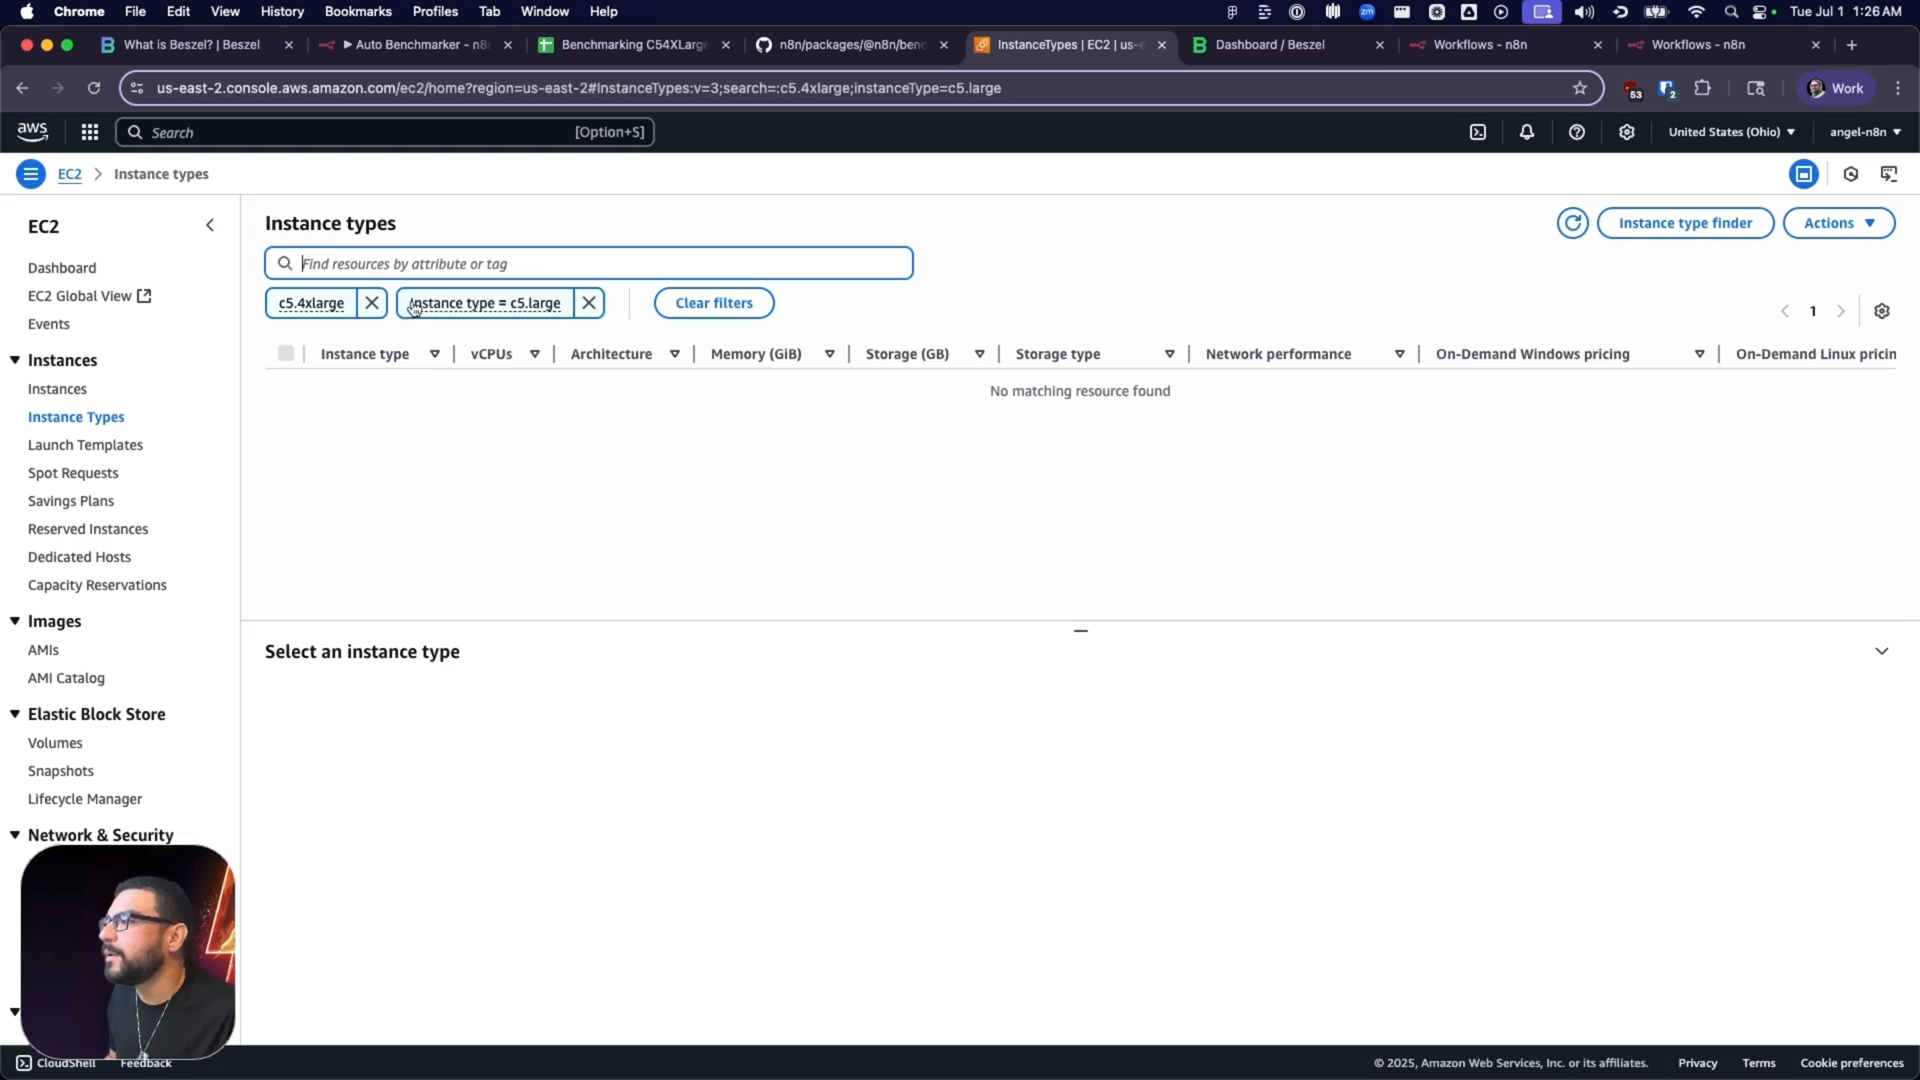 Chrome File Edit View History Bookmarks Profiles Tab Window Help zm Tue Jul 1 1:26 AM
What is Beszel? | Beszel Auto Benchmarker - n8 Benchmarking C54XLarge n8n/packages/@n8n/benc InstanceTypes | EC2 | us-e Dashboard / Beszel Workflows - n8n Workflows - n8n
us-east-2.console.aws.amazon.com/ec2/home?region=us-east-2#InstanceTypes:v=3;search=:c5.4xlarge;instanceType=c5.large 53 2 Work
aws Search [Option+S] United States (Ohio) angel-n8n
EC2 Instance types
EC2
Dashboard
EC2 Global View
Events
Instances
Instances
Instance Types
Launch Templates
Spot Requests
Savings Plans
Reserved Instances
Dedicated Hosts
Capacity Reservations
Images
AMIs
AMI Catalog
Elastic Block Store
Volumes
Snapshots
Lifecycle Manager
Network & Security
Instance types
Instance type finder Actions
Find resources by attribute or tag
c5.4xlarge Instance type = c5.large Clear filters
1
Instance type vCPUs Architecture Memory (GiB) Storage (GB) Storage type Network performance On-Demand Windows pricing On-Demand Linux pricin
No matching resource found
Select an instance type
CloudShell Feedback © 2025, Amazon Web Services, Inc. or its affiliates. Privacy Terms Cookie preferences